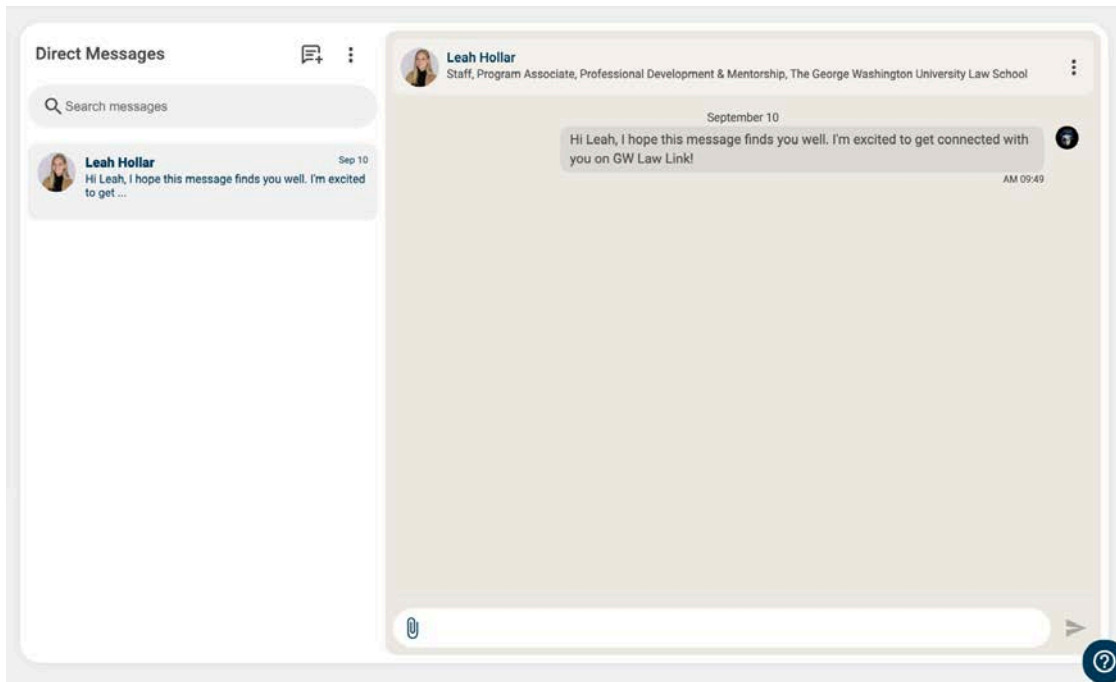 Direct Messages
Search messages
Leah Hollar
Sep 10
Hi Leah, I hope this message finds you well. I'm excited
to get ...
Leah Hollar
Staff, Program Associate, Professional Development & Mentorship, The George Washington University Law School
September 10
Hi Leah, I hope this message finds you well. I'm excited to get connected with
you on GW Law Link!
AM 09:49